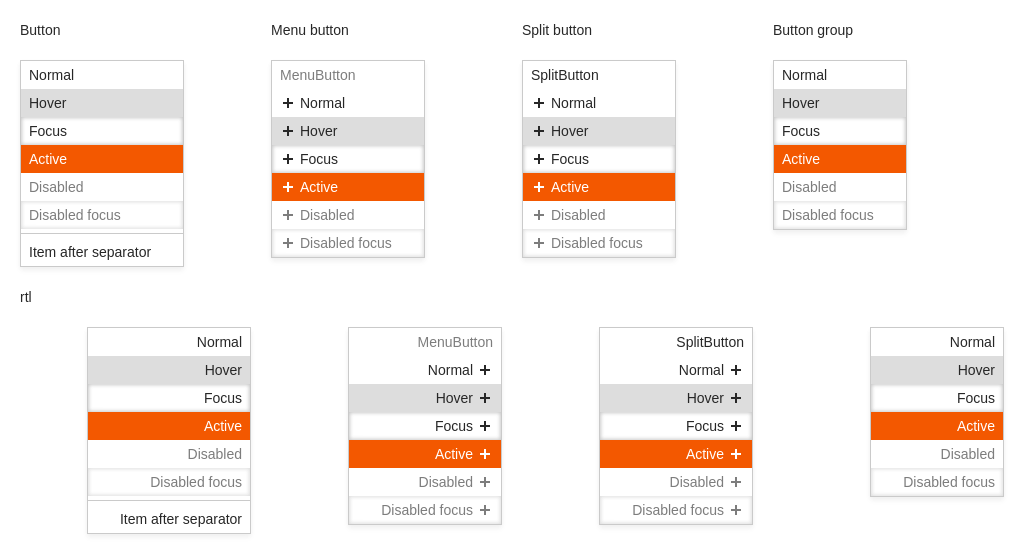 Button
Normal
Hover
Focus
Active
Disabled
Disabled focus
Item after separator
Menu button
MenuButton
Normal
Hover
Focus
Active
Disabled
Disabled focus
Split button
SplitButton
Normal
Hover
Focus
Active
Disabled
Disabled focus
Button group
Normal
Hover
Focus
Active
Disabled
Disabled focus
rtl
Normal
Hover
Focus
Active
Disabled
Disabled focus
Item after separator
MenuButton
Normal
Hover
Focus
Active
Disabled
Disabled focus
SplitButton
Normal
Hover
Focus
Active
Disabled
Disabled focus
Normal
Hover
Focus
Active
Disabled
Disabled focus